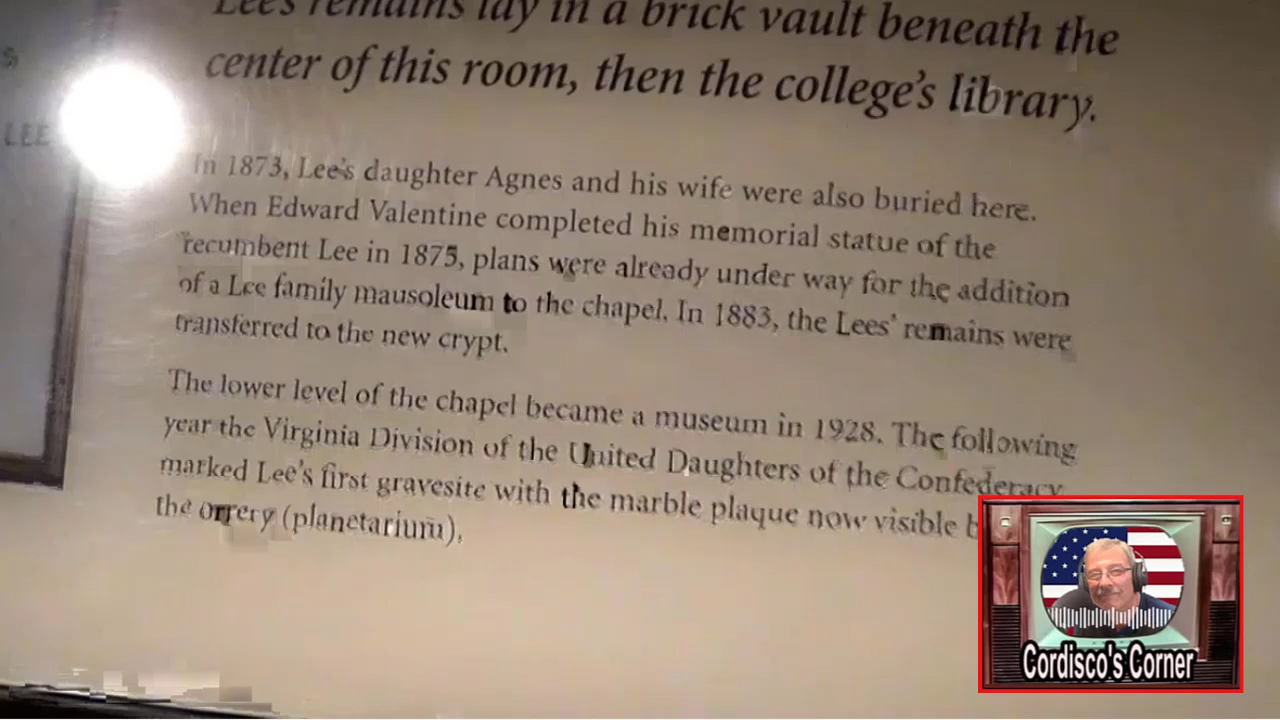 Lee's remains lay in a brick vault beneath the
center of this room, then the college's library.
LEE
In 1873, Lee's daughter Agnes and his wife were also buried here.
When Edward Valentine completed his memorial statue of the
recumbent Lee in 1875, plans were already under way for the addition
of a Lee family mausoleum to the chapel. In 1883, the Lees' remains were
transferred to the new crypt.
The lower level of the chapel became a museum in 1928. The following
year the Virginia Division of the United Daughters of the Confederacy
marked Lee's first gravesite with the marble plaque now visible
the orrery (planetarium).
Cordisco's Corner